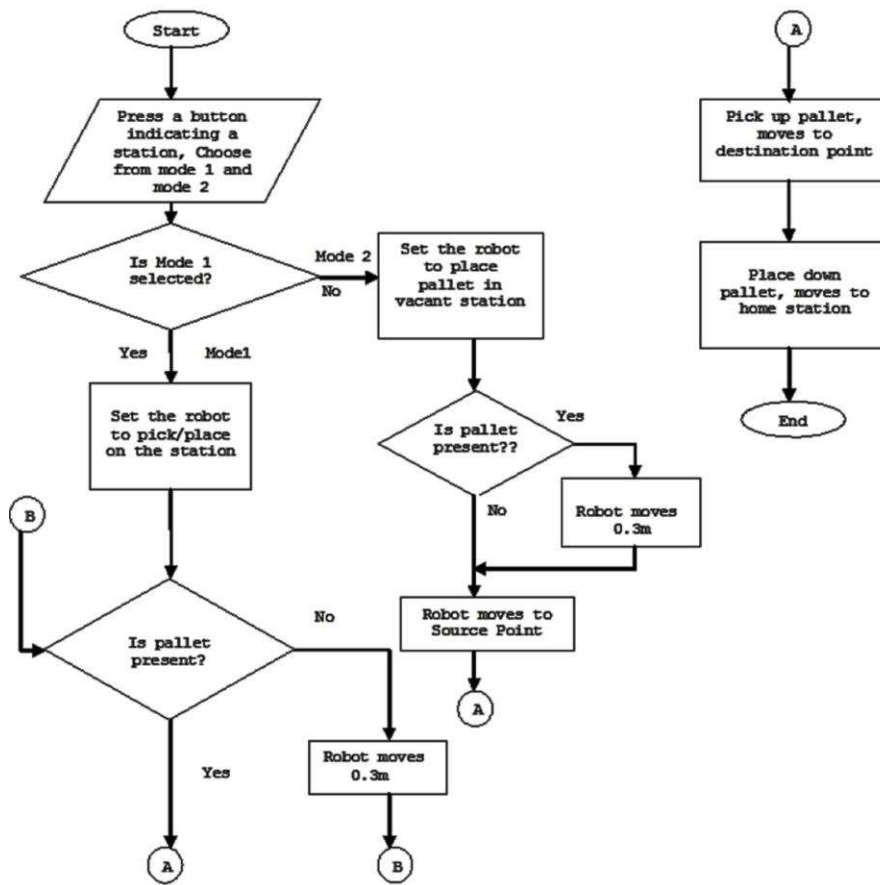 Start
Press a button
indicating a
station, Choose
from mode 1 and
mode 2
Is Mode 1
selected?
Mode 2
No
Set the robot
to place
pallet in
vacant station
Yes
Mode1
Set the robot
to pick/place
on the station
Is pallet
present??
Yes
No
Robot moves
0.3m
Robot moves to
Source Point
A
B
Is pallet
present?
No
Robot moves
0.3m
B
Yes
A
A
Pick up pallet,
moves to
destination point
Place down
pallet, moves to
home station
End